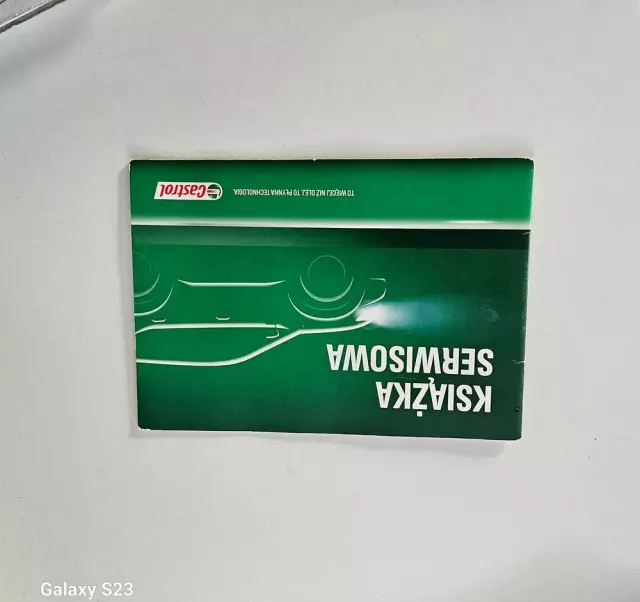 KSIĄŻKA
SERWISOWA
TO WIĘCEJ NIŻ OLEJ. TO PŁYNNA TECHNOLOGIA.
Castrol
Galaxy S23